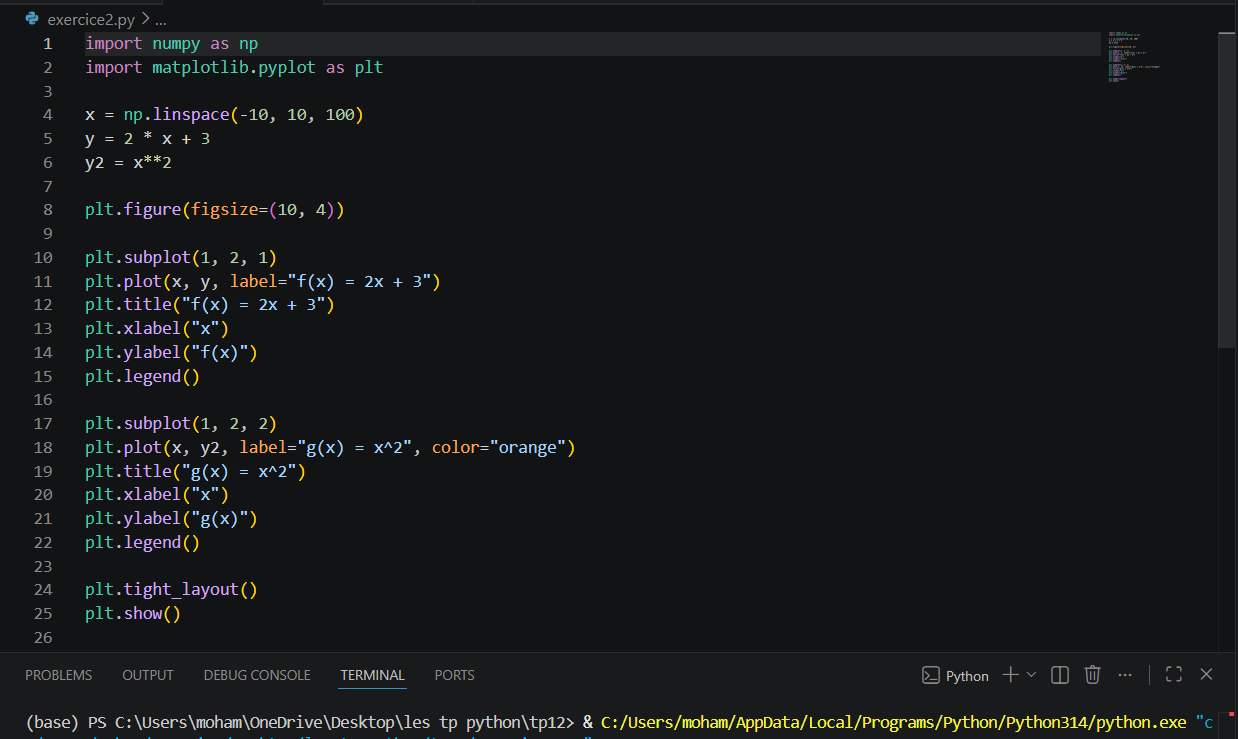 exercice2.py > ...
1 import numpy as np
2 import matplotlib.pyplot as plt
3
4 x = np.linspace(-10, 10, 100)
5 y = 2 * x + 3
6 y2 = x**2
7
8 plt.figure(figsize=(10, 4))
9
10 plt.subplot(1, 2, 1)
11 plt.plot(x, y, label="f(x) = 2x + 3")
12 plt.title("f(x) = 2x + 3")
13 plt.xlabel("x")
14 plt.ylabel("f(x)")
15 plt.legend()
16
17 plt.subplot(1, 2, 2)
18 plt.plot(x, y2, label="g(x) = x^2", color="orange")
19 plt.title("g(x) = x^2")
20 plt.xlabel("x")
21 plt.ylabel("g(x)")
22 plt.legend()
23
24 plt.tight_layout()
25 plt.show()
26
PROBLEMS OUTPUT DEBUG CONSOLE TERMINAL PORTS Python
(base) PS C:\Users\moham\OneDrive\Desktop\les tp python\tp12> & C:/Users/moham/AppData/Local/Programs/Python/Python314/python.exe "c